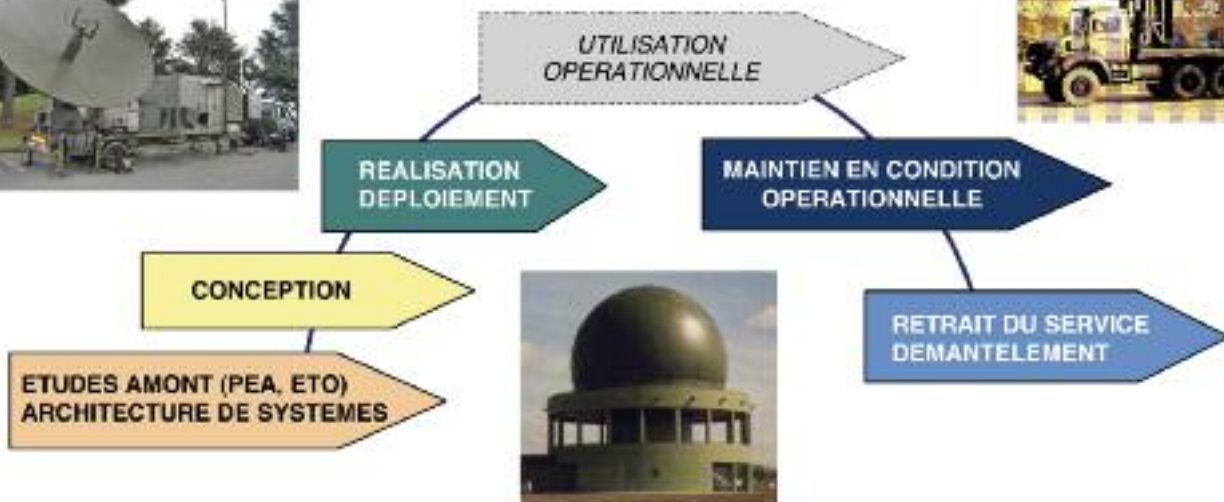 UTILISATION
OPERATIONNELLE
REALISATION
DEPLOIEMENT
MAINTIEN EN CONDITION
OPERATIONNELLE
CONCEPTION
RETRAIT DU SERVICE
DEMANTELEMENT
ETUDES AMONT (PEA, ETO)
ARCHITECTURE DE SYSTEMES